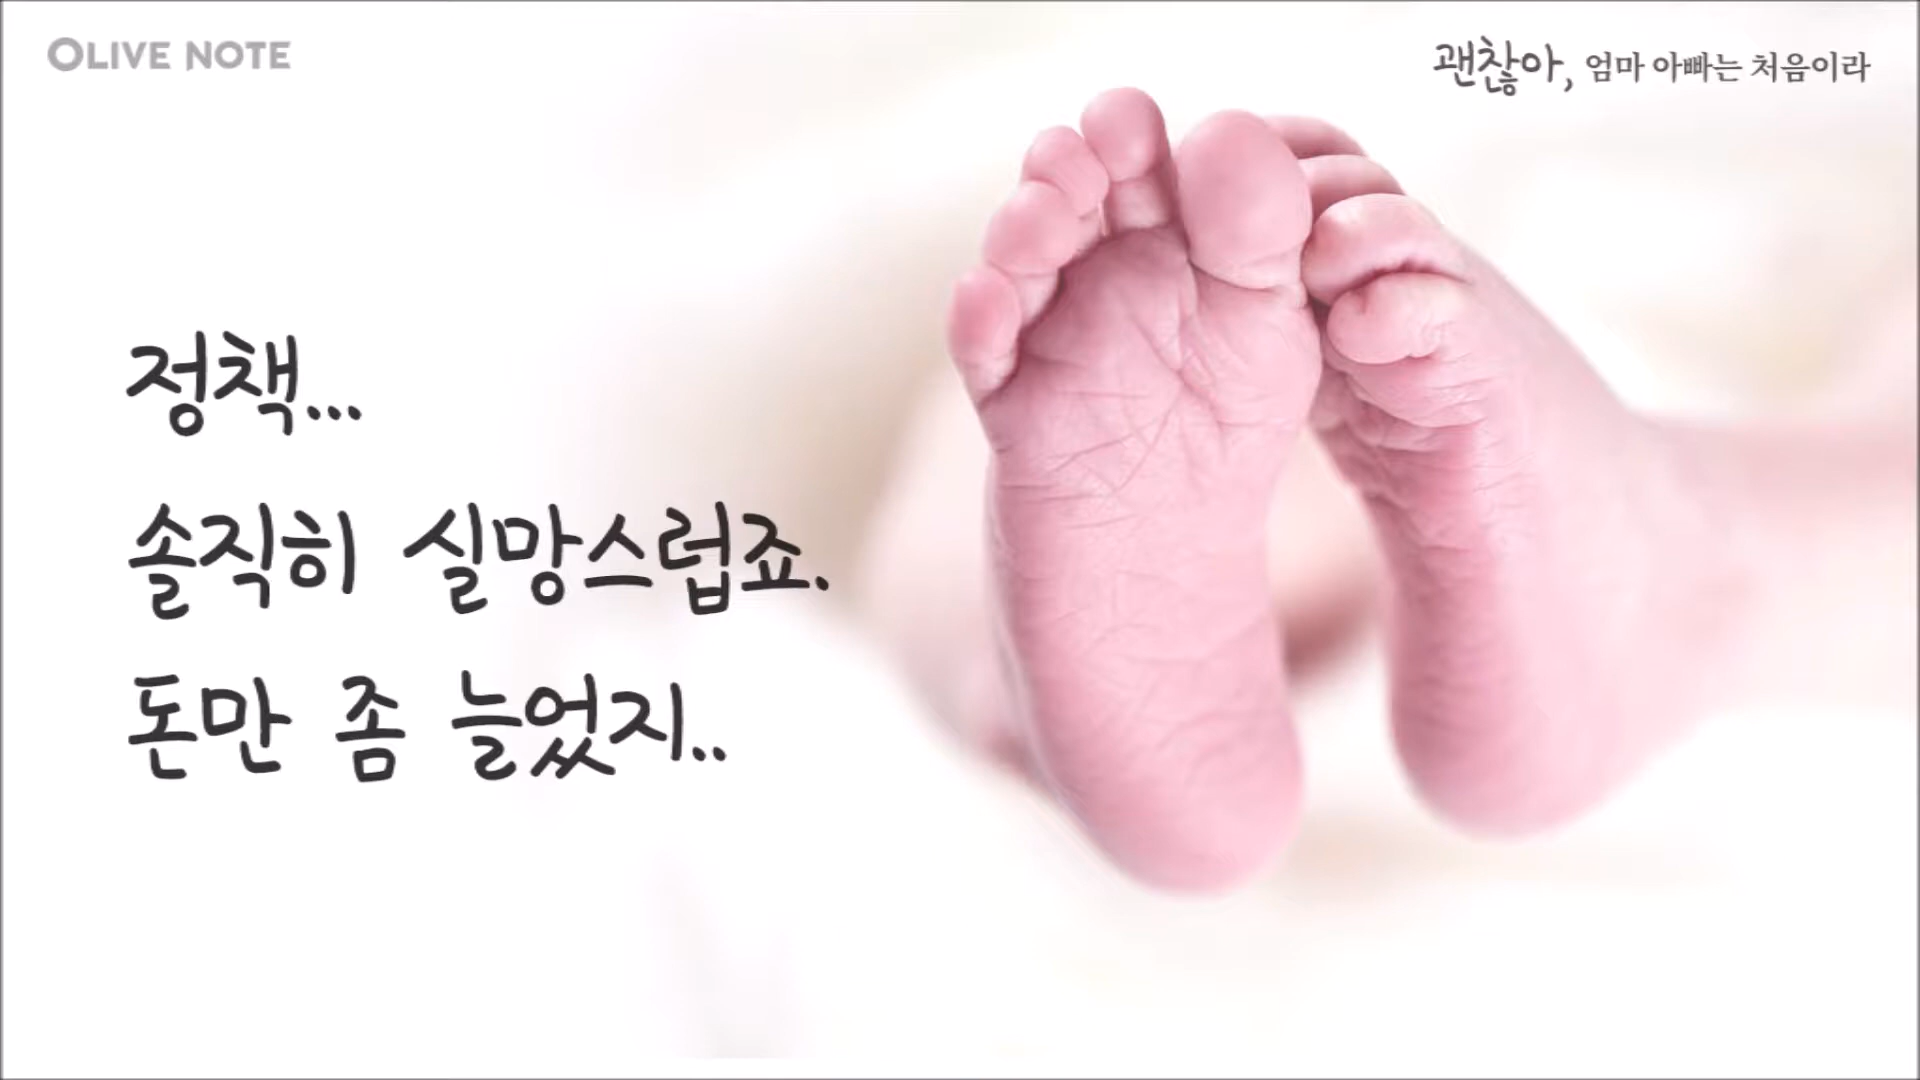 OLIVE NOTE
괜찮아, 엄마 아빠는 처음이라
정책...
솔직히 실망스럽죠.
돈만 좀 늘었지..